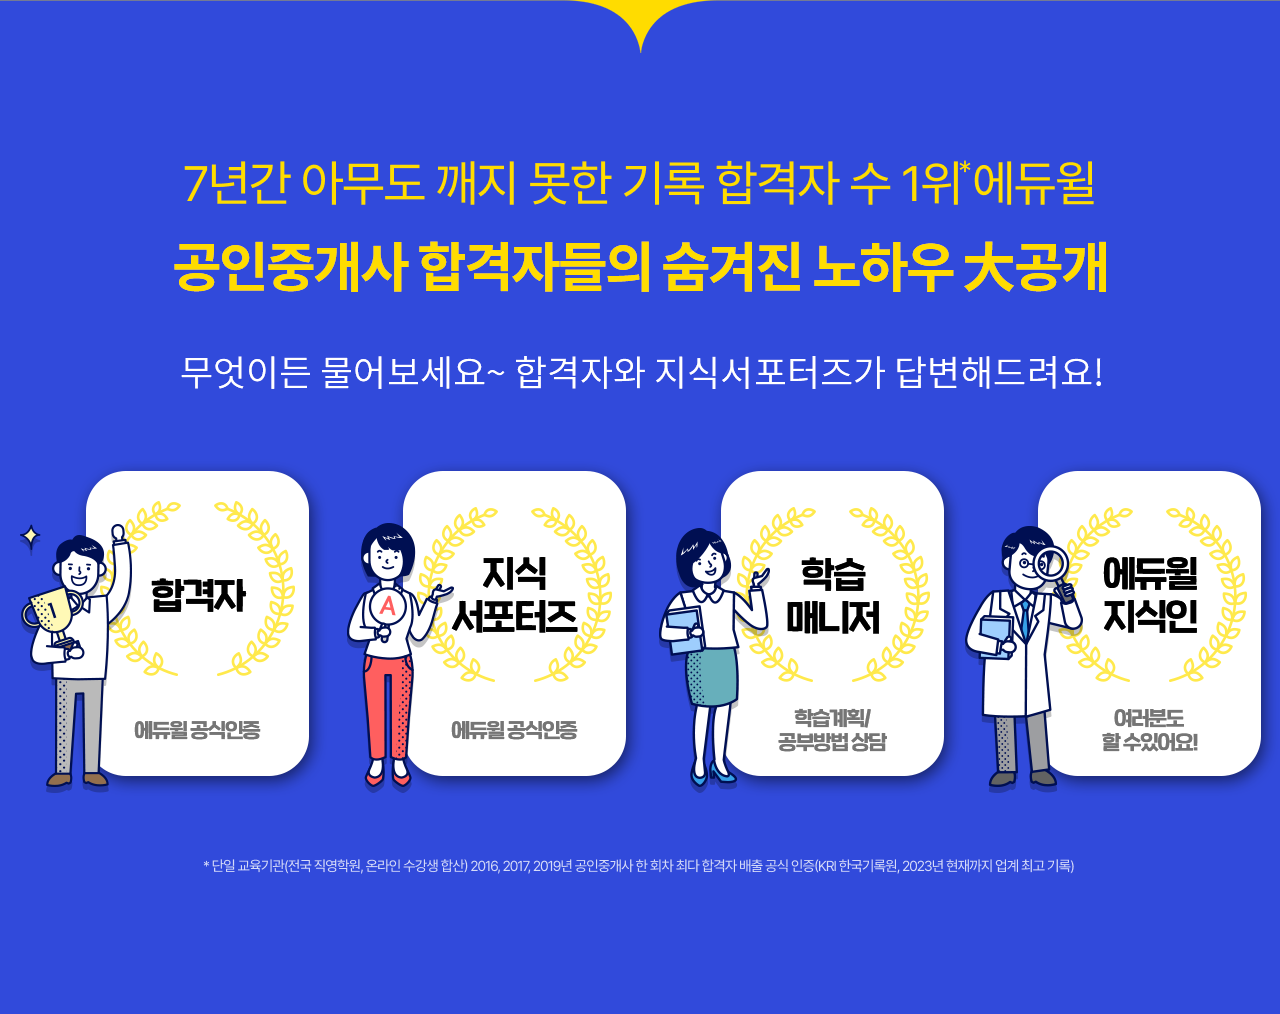 7년간 아무도 깨지 못한 기록 합격자 수 1위*에듀윌
공인중개사 합격자들의 숨겨진 노하우 大공개
무엇이든 물어보세요~ 합격자와 지식서포터즈가 답변해드려요!
1
합격자
에듀윌 공식인증
A
지식
서포터즈
에듀윌 공식인증
학습
매니저
학습계획/
공부방법 상담
에듀윌
지식인
여러분도
할 수있어요!
* 단일 교육기관(전국 직영학원, 온라인 수강생 합산) 2016, 2017, 2019년 공인중개사 한 회차 최다 합격자 배출 공식 인증(KRI 한국기록원, 2023년 현재까지 업계 최고 기록)